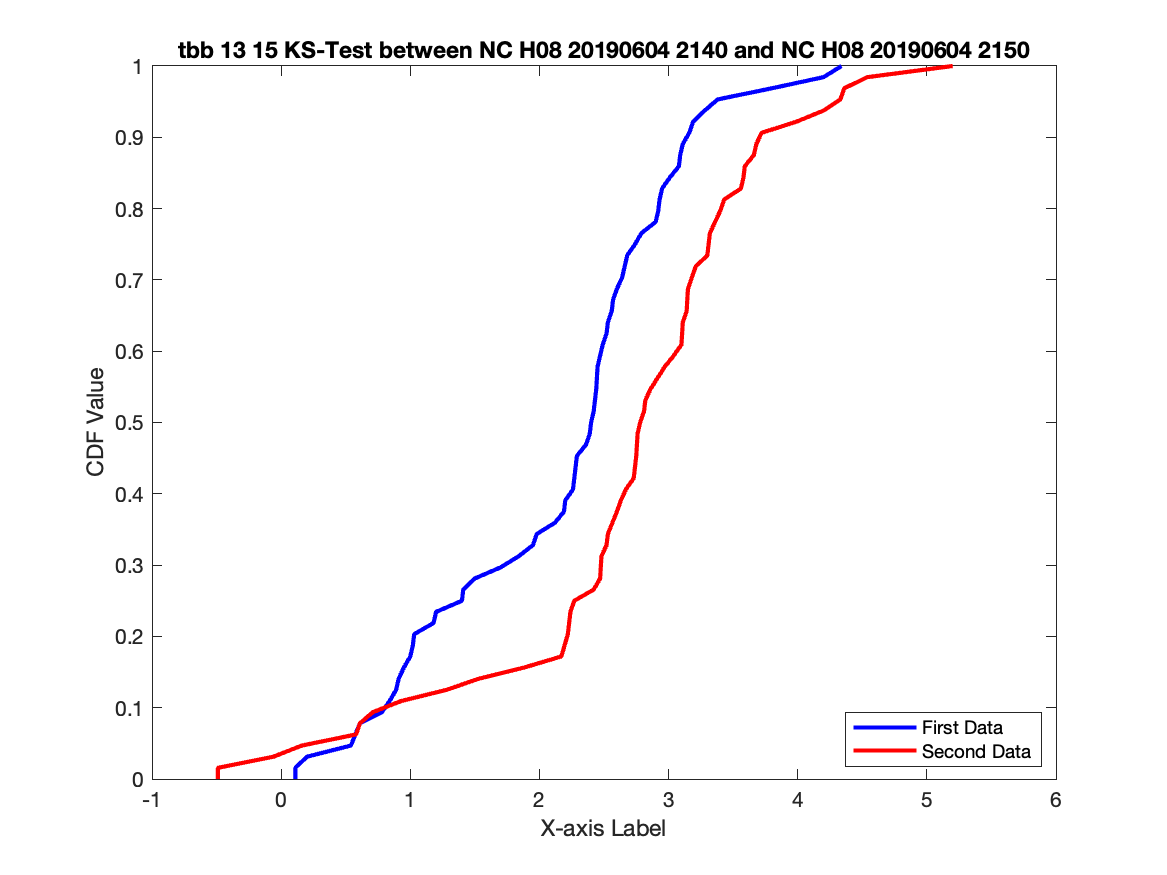 tbb 13 15 KS-Test between NC H08 20190604 2140 and NC H08 20190604 2150
1
0.9
0.8
0.7
0.6
0.5
0.4
0.3
0.2
0.1
0
CDF Value
-1 0 1 2 3 4 5 6
X-axis Label
First Data
Second Data